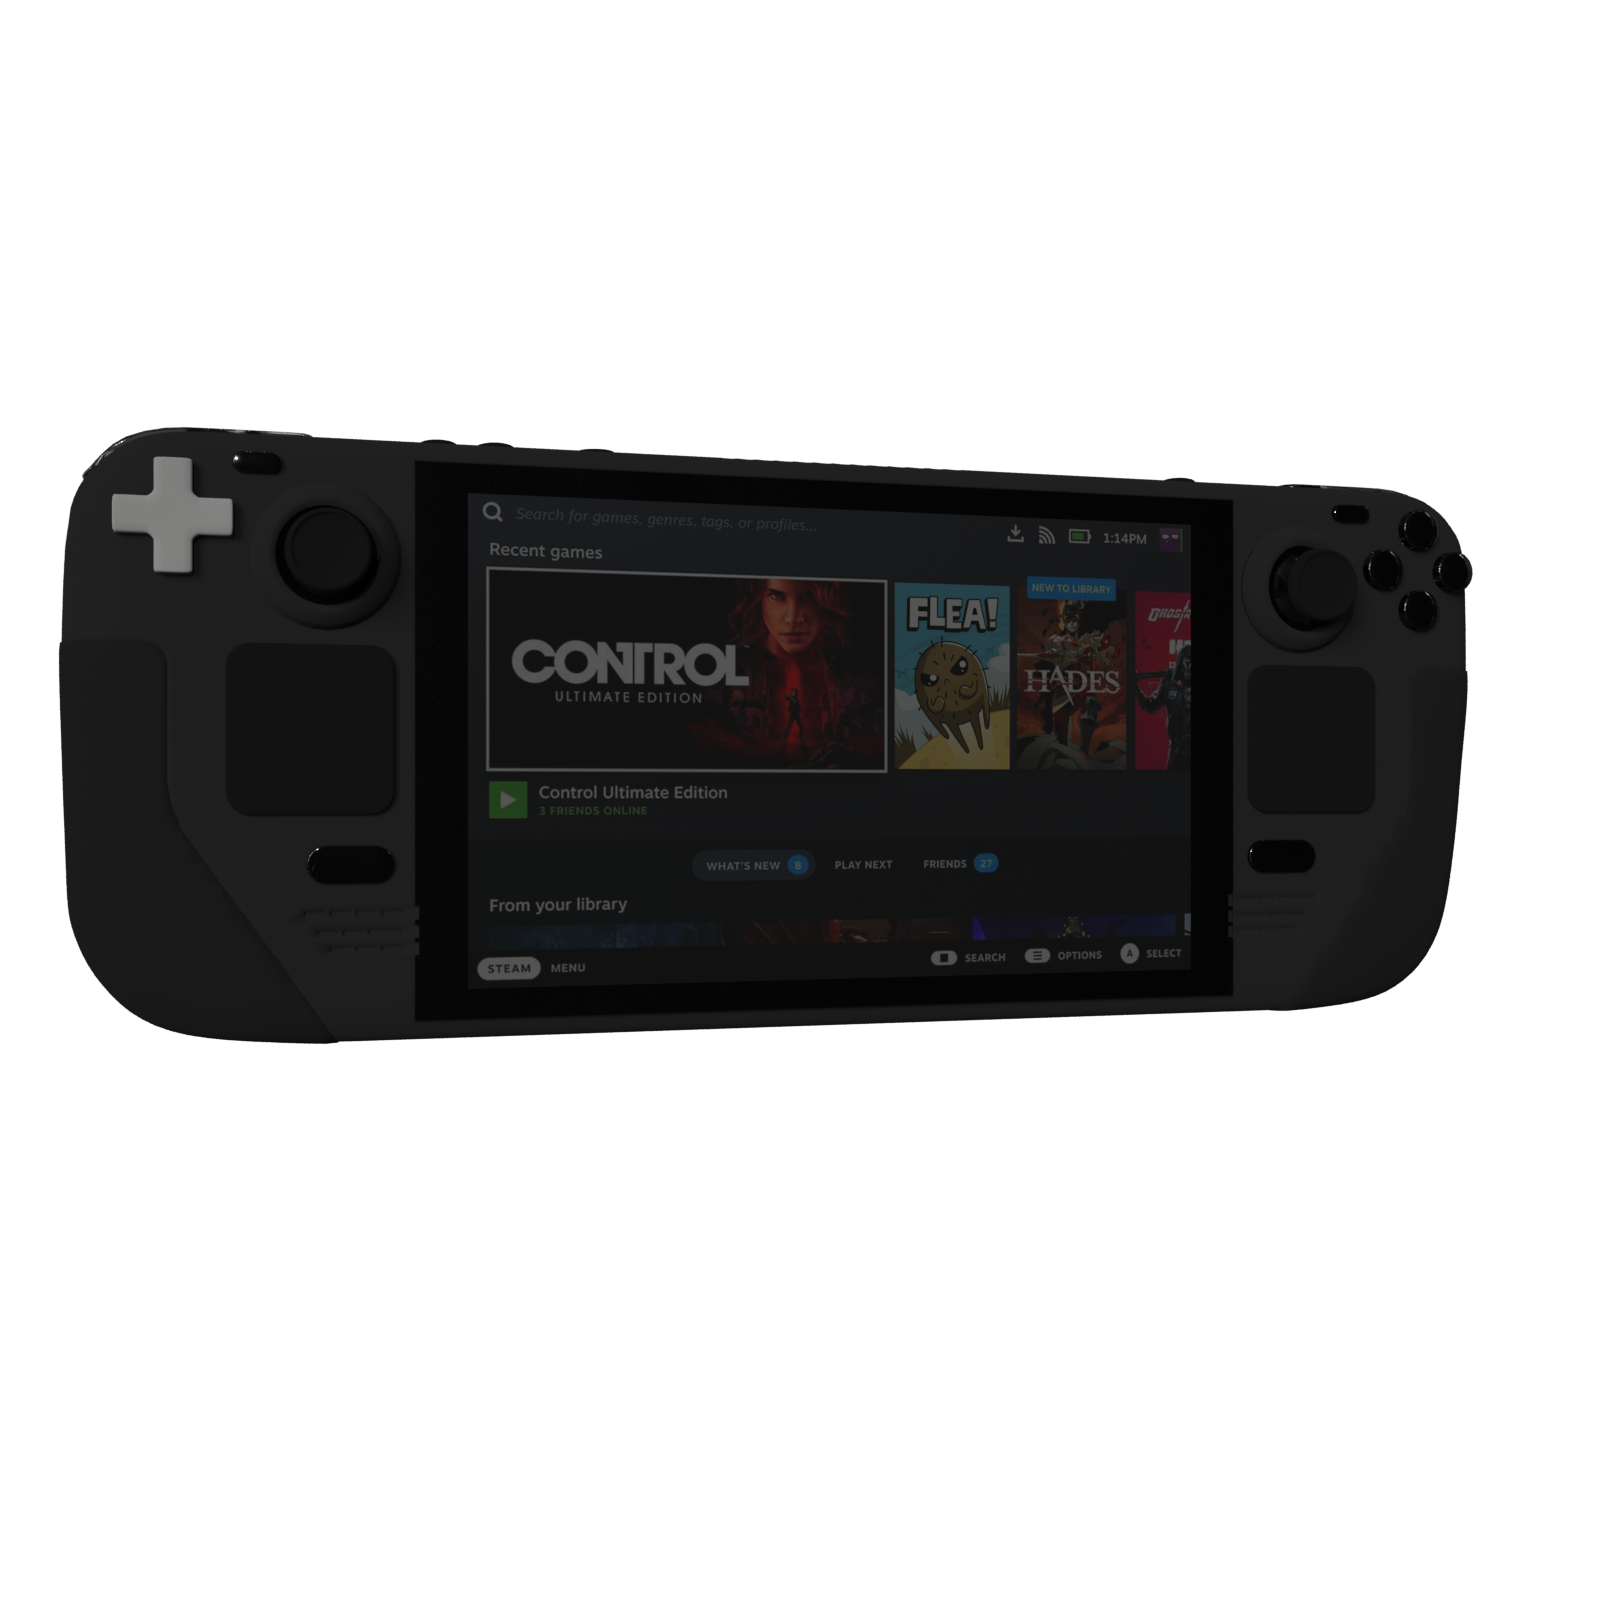 Search for games, genres, tags, or profiles...
1:14PM
Recent games
CONTROL
ULTIMATE EDITION
FLEA!
NEW TO LIBRARY
HADES
Control Ultimate Edition
3 FRIENDS ONLINE
WHAT'S NEW 8 PLAY NEXT FRIENDS 27
From your library
STEAM MENU SEARCH OPTIONS A SELECT